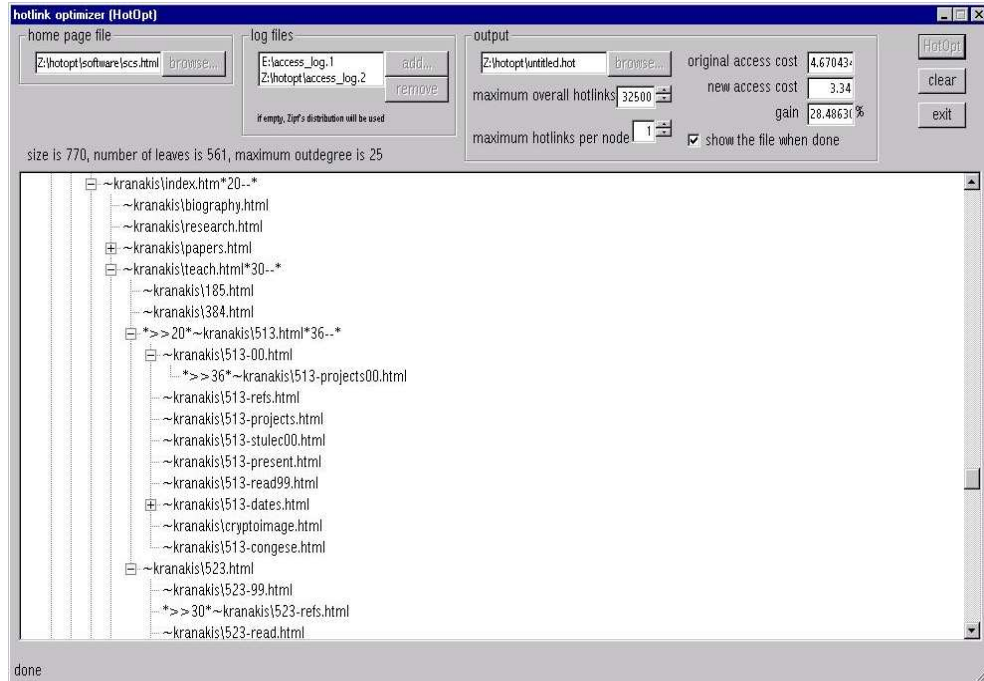 hotlink optimizer (HotOpt)
home page file
Z:\hotopt\software\scs.html browse...
log files
E:\access_log.1
Z:\hotopt\access_log.2
add...
remove
if empty, Zipf's distribution will be used
output
Z:\hotopt\untitled.hot browse...
maximum overall hotlinks 32500
maximum hotlinks per node 1
original access cost 4.67043
new access cost 3.34
gain 28.4863 %
show the file when done
HotOpt
clear
exit
size is 770, number of leaves is 561, maximum outdegree is 25
~kranakis\index.htm*20--*
~kranakis\biography.html
~kranakis\research.html
~kranakis\papers.html
~kranakis\teach.html*30--*
~kranakis\185.html
~kranakis\384.html
*>>20*~kranakis\513.html*36--*
~kranakis\513-00.html
*>>36*~kranakis\513-projects00.html
~kranakis\513-refs.html
~kranakis\513-projects.html
~kranakis\513-stulec00.html
~kranakis\513-present.html
~kranakis\513-read99.html
~kranakis\513-dates.html
~kranakis\cryptoimage.html
~kranakis\513-congese.html
~kranakis\523.html
~kranakis\523-99.html
*>>30*~kranakis\523-refs.html
~kranakis\523-read.html
done